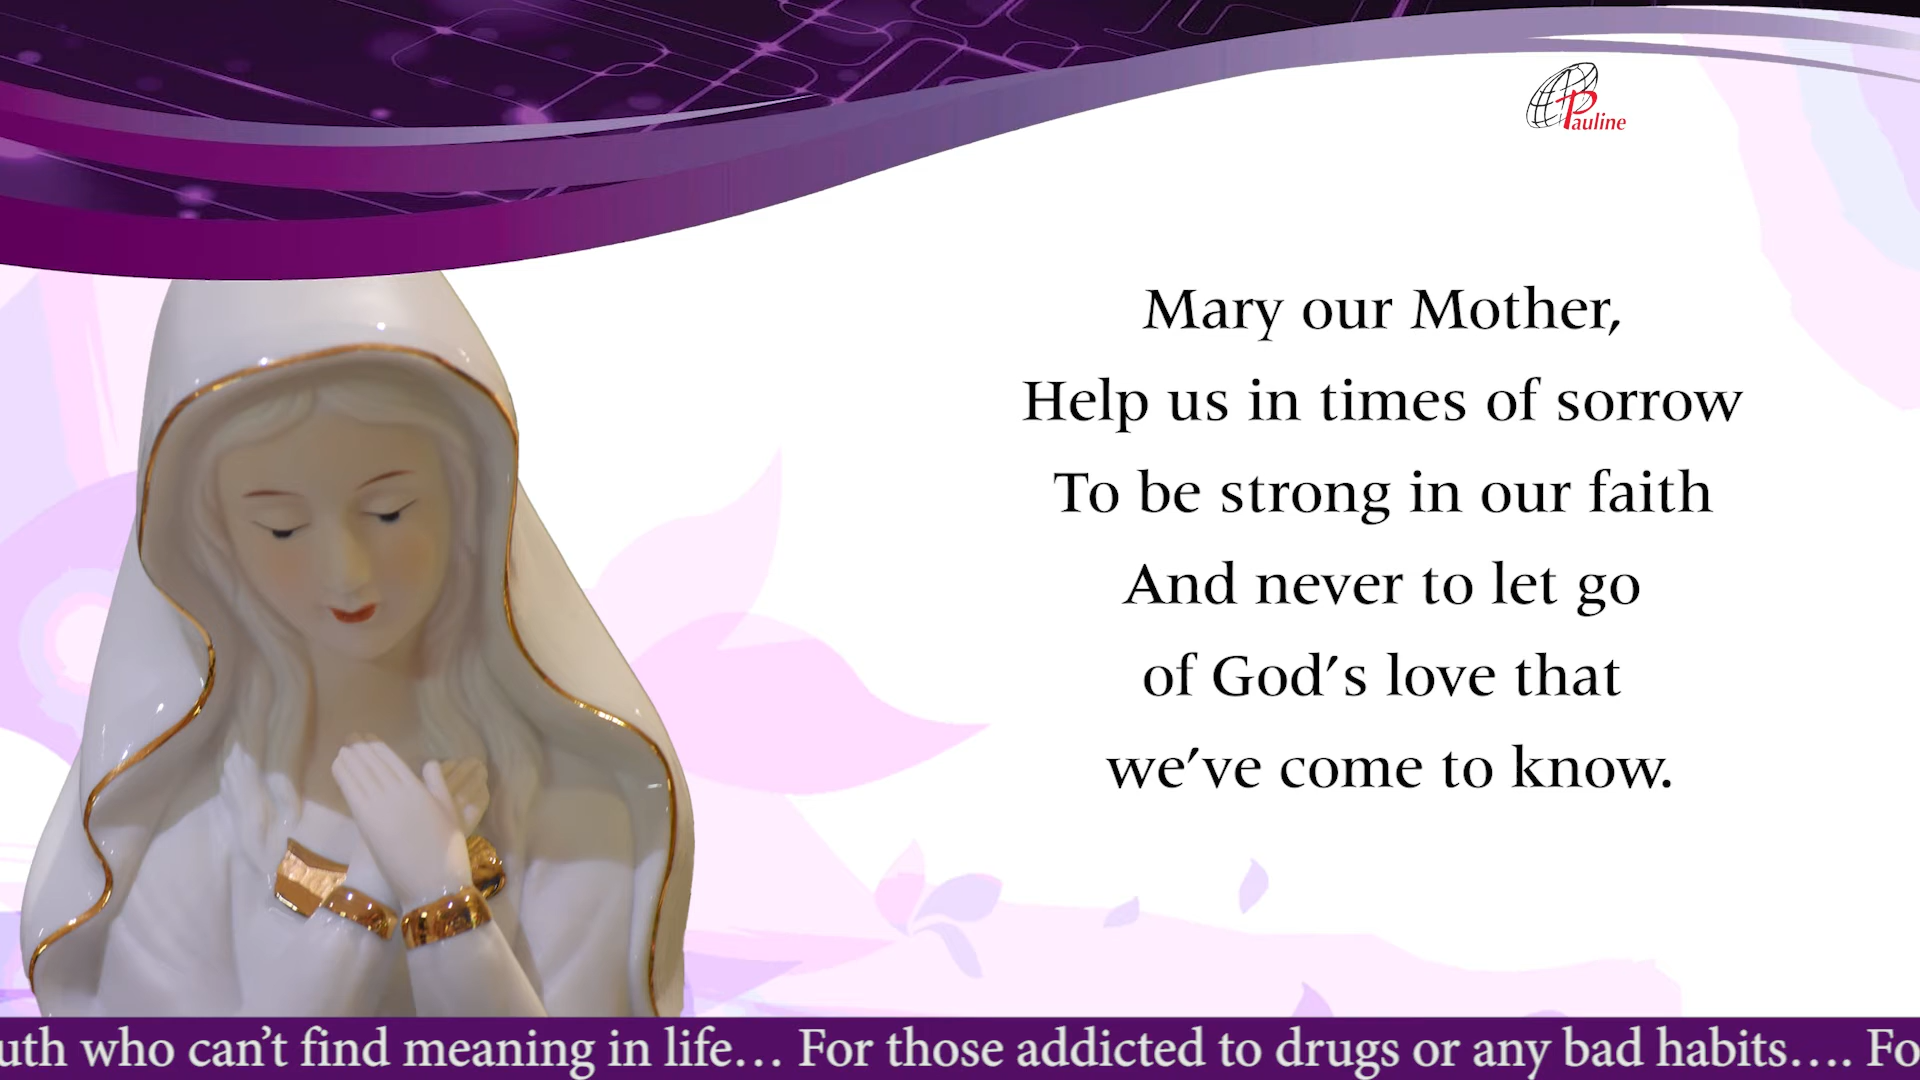 Pauline
Mary our Mother,
Help us in times of sorrow
To be strong in our faith
And never to let go
of God's love that
we've come to know.
uth who can't find meaning in life… For those addicted to drugs or any bad habits…. Fo